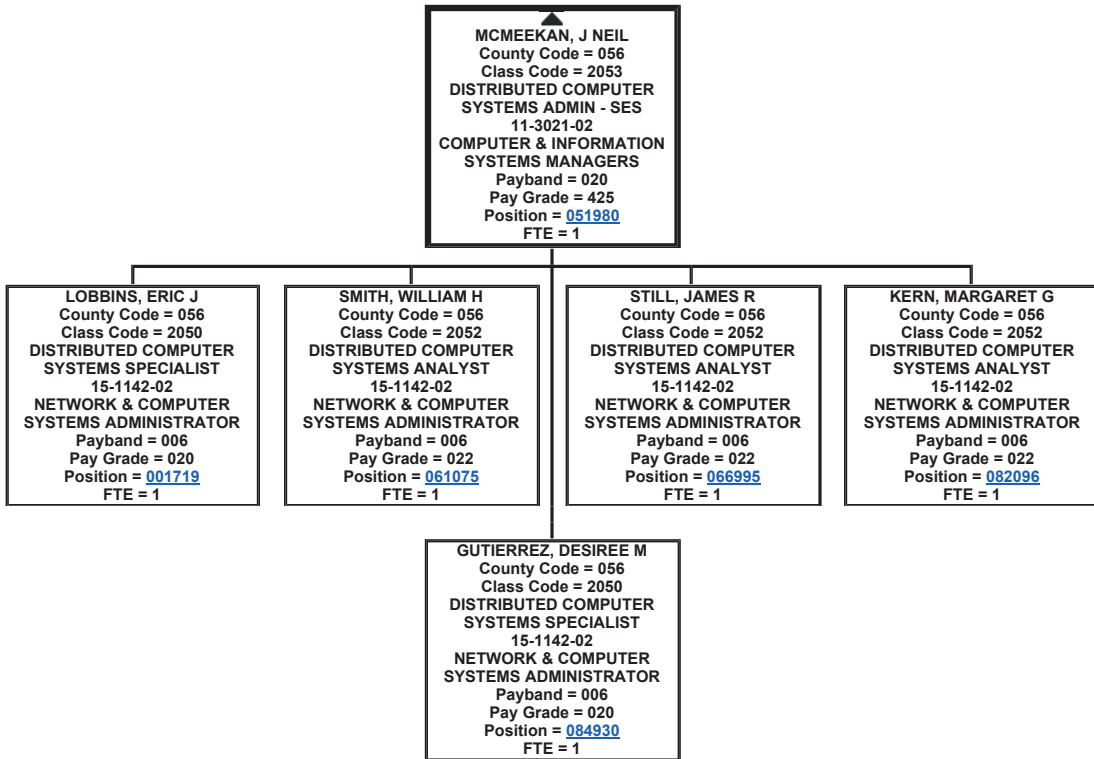 MCMEEKAN, J NEIL
County Code = 056
Class Code = 2053
DISTRIBUTED COMPUTER
SYSTEMS ADMIN - SES
11-3021-02
COMPUTER & INFORMATION
SYSTEMS MANAGERS
Payband = 020
Pay Grade = 425
Position = 051980
FTE = 1
LOBBINS, ERIC J
County Code = 056
Class Code = 2050
DISTRIBUTED COMPUTER
SYSTEMS SPECIALIST
15-1142-02
NETWORK & COMPUTER
SYSTEMS ADMINISTRATOR
Payband = 006
Pay Grade = 020
Position = 001719
FTE = 1
SMITH, WILLIAM H
County Code = 056
Class Code = 2052
DISTRIBUTED COMPUTER
SYSTEMS ANALYST
15-1142-02
NETWORK & COMPUTER
SYSTEMS ADMINISTRATOR
Payband = 006
Pay Grade = 022
Position = 061075
FTE = 1
STILL, JAMES R
County Code = 056
Class Code = 2052
DISTRIBUTED COMPUTER
SYSTEMS ANALYST
15-1142-02
NETWORK & COMPUTER
SYSTEMS ADMINISTRATOR
Payband = 006
Pay Grade = 022
Position = 066995
FTE = 1
KERN, MARGARET G
County Code = 056
Class Code = 2052
DISTRIBUTED COMPUTER
SYSTEMS ANALYST
15-1142-02
NETWORK & COMPUTER
SYSTEMS ADMINISTRATOR
Payband = 006
Pay Grade = 022
Position = 082096
FTE = 1
GUTIERREZ, DESIREE M
County Code = 056
Class Code = 2050
DISTRIBUTED COMPUTER
SYSTEMS SPECIALIST
15-1142-02
NETWORK & COMPUTER
SYSTEMS ADMINISTRATOR
Payband = 006
Pay Grade = 020
Position = 084930
FTE = 1